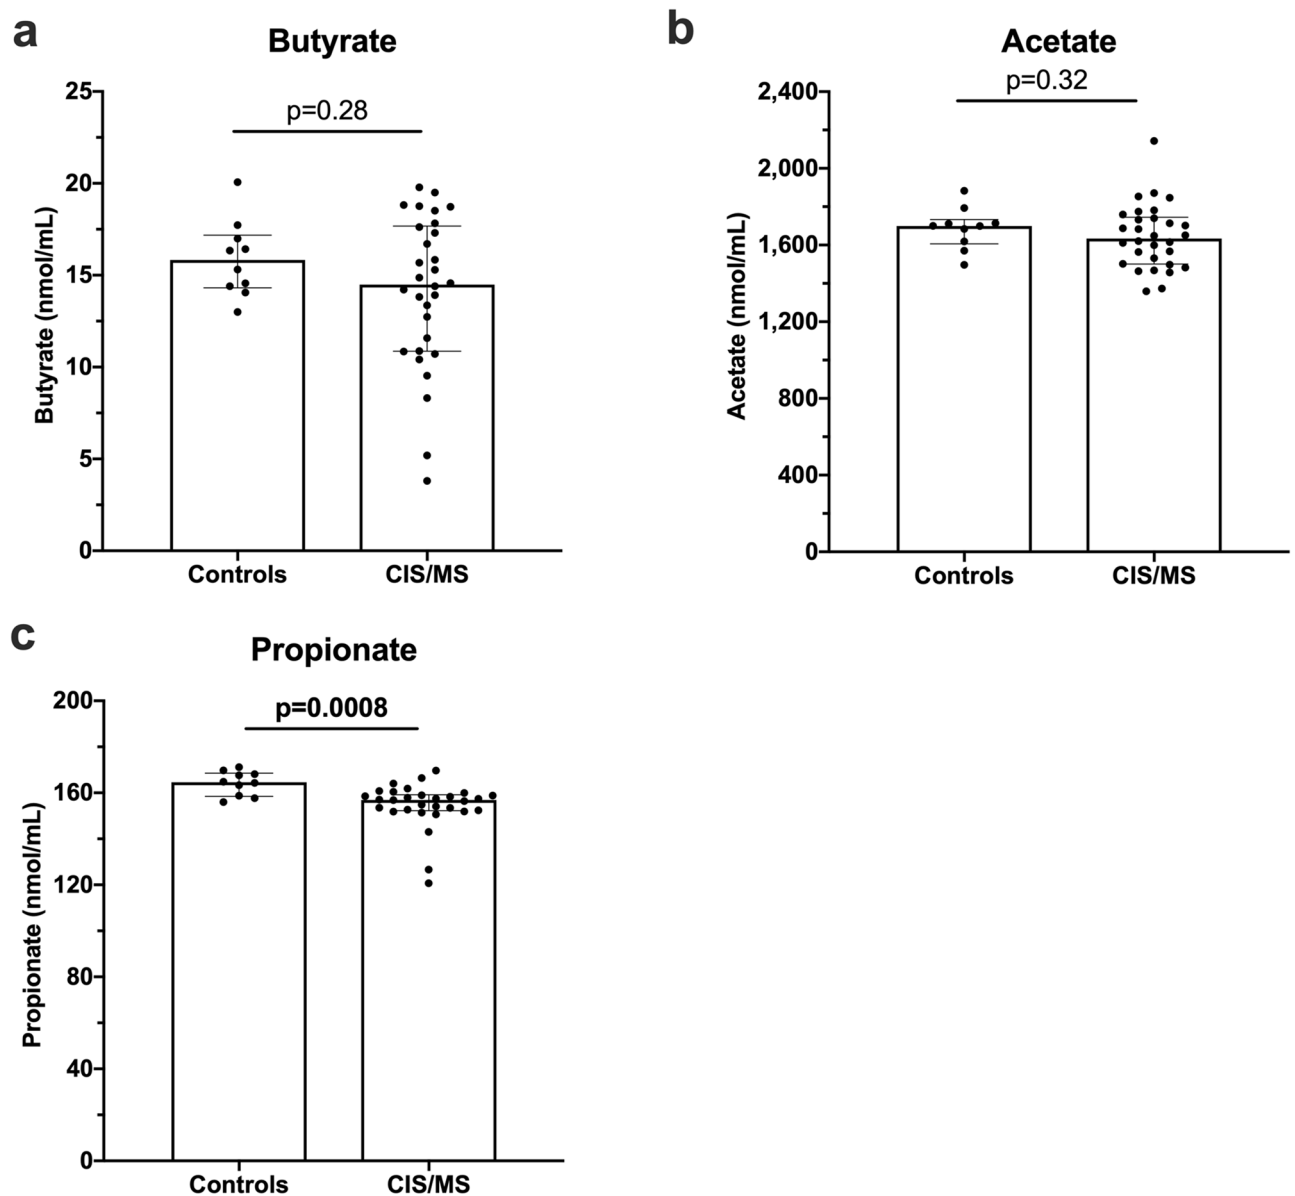 a
Butyrate
p=0.28
25
20
15
10
5
0
Butyrate (nmol/mL)
Controls
CIS/MS
b
Acetate
p=0.32
2,400
2,000
1,600
1,200
800
400
0
Acetate (nmol/mL)
Controls
CIS/MS
c
Propionate
p=0.0008
200
160
120
80
40
0
Propionate (nmol/mL)
Controls
CIS/MS